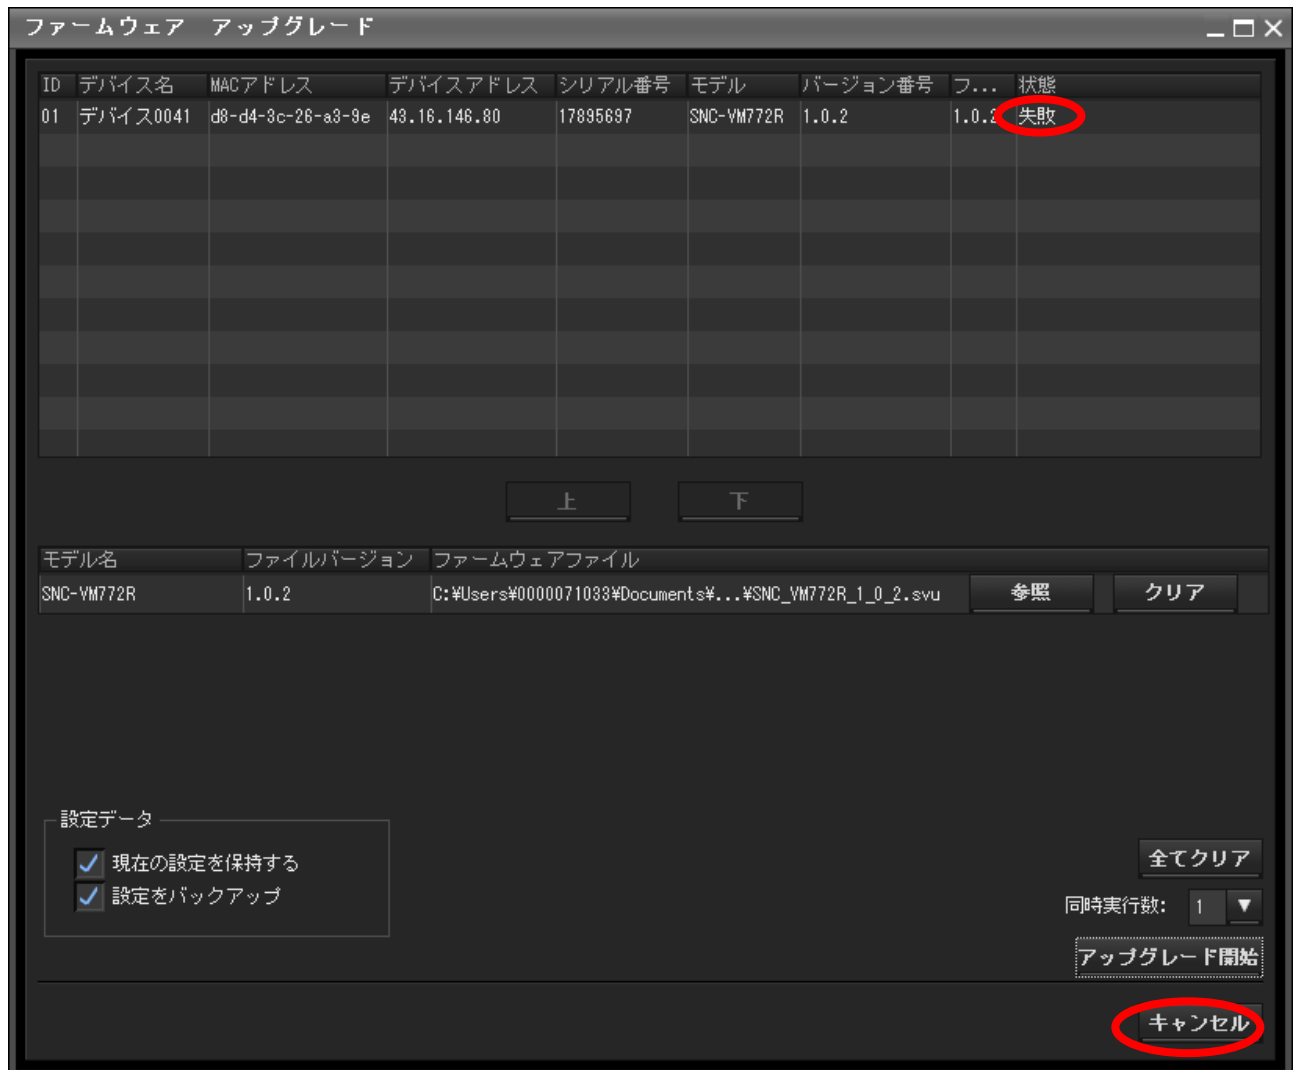 ファームウェア アップグレード
ID デバイス名 MACアドレス デバイスアドレス シリアル番号 モデル バージョン番号 フ... 状態
01 デバイス0041 d8-d4-3c-26-a3-9e 43.16.146.80 17895697 SNC-VM772R 1.0.2 1.0.2 失敗
上 下
モデル名 ファイルバージョン ファームウェアファイル
SNC-VM772R 1.0.2 C:¥Users¥0000071033¥Documents¥...¥SNC_VM772R_1_0_2.svu 参照 クリア
設定データ
現在の設定を保持する
設定をバックアップ
全てクリア
同時実行数: 1
アップグレード開始
キャンセル